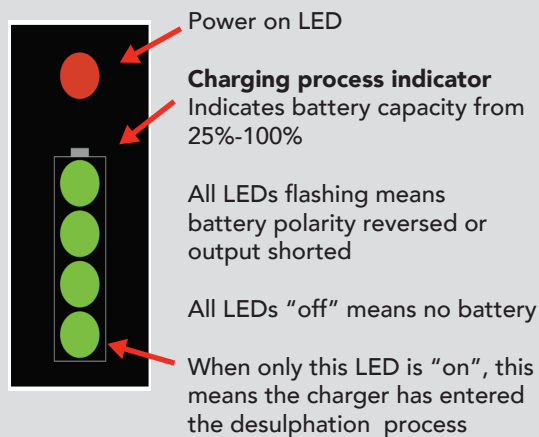 Power on LED
Charging process indicator
Indicates battery capacity from
25%-100%
All LEDs flashing means
battery polarity reversed or
output shorted
All LEDs “off” means no battery
When only this LED is “on”, this
means the charger has entered
the desulphation process